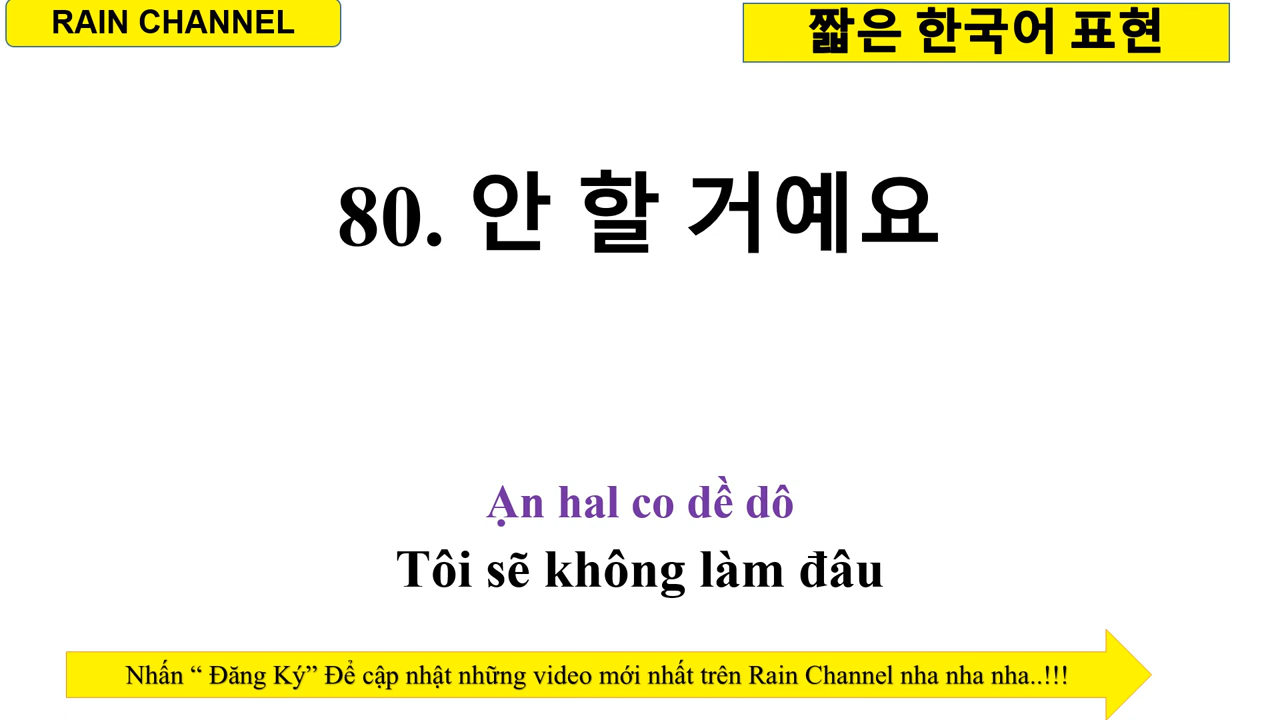 RAIN CHANNEL
짧은 한국어 표현
80. 안 할 거예요
Ạn hal co dề dô
Tôi sẽ không làm đâu
Nhấn “ Đăng Ký” Để cập nhật những video mới nhất trên Rain Channel nha nha nha..!!!